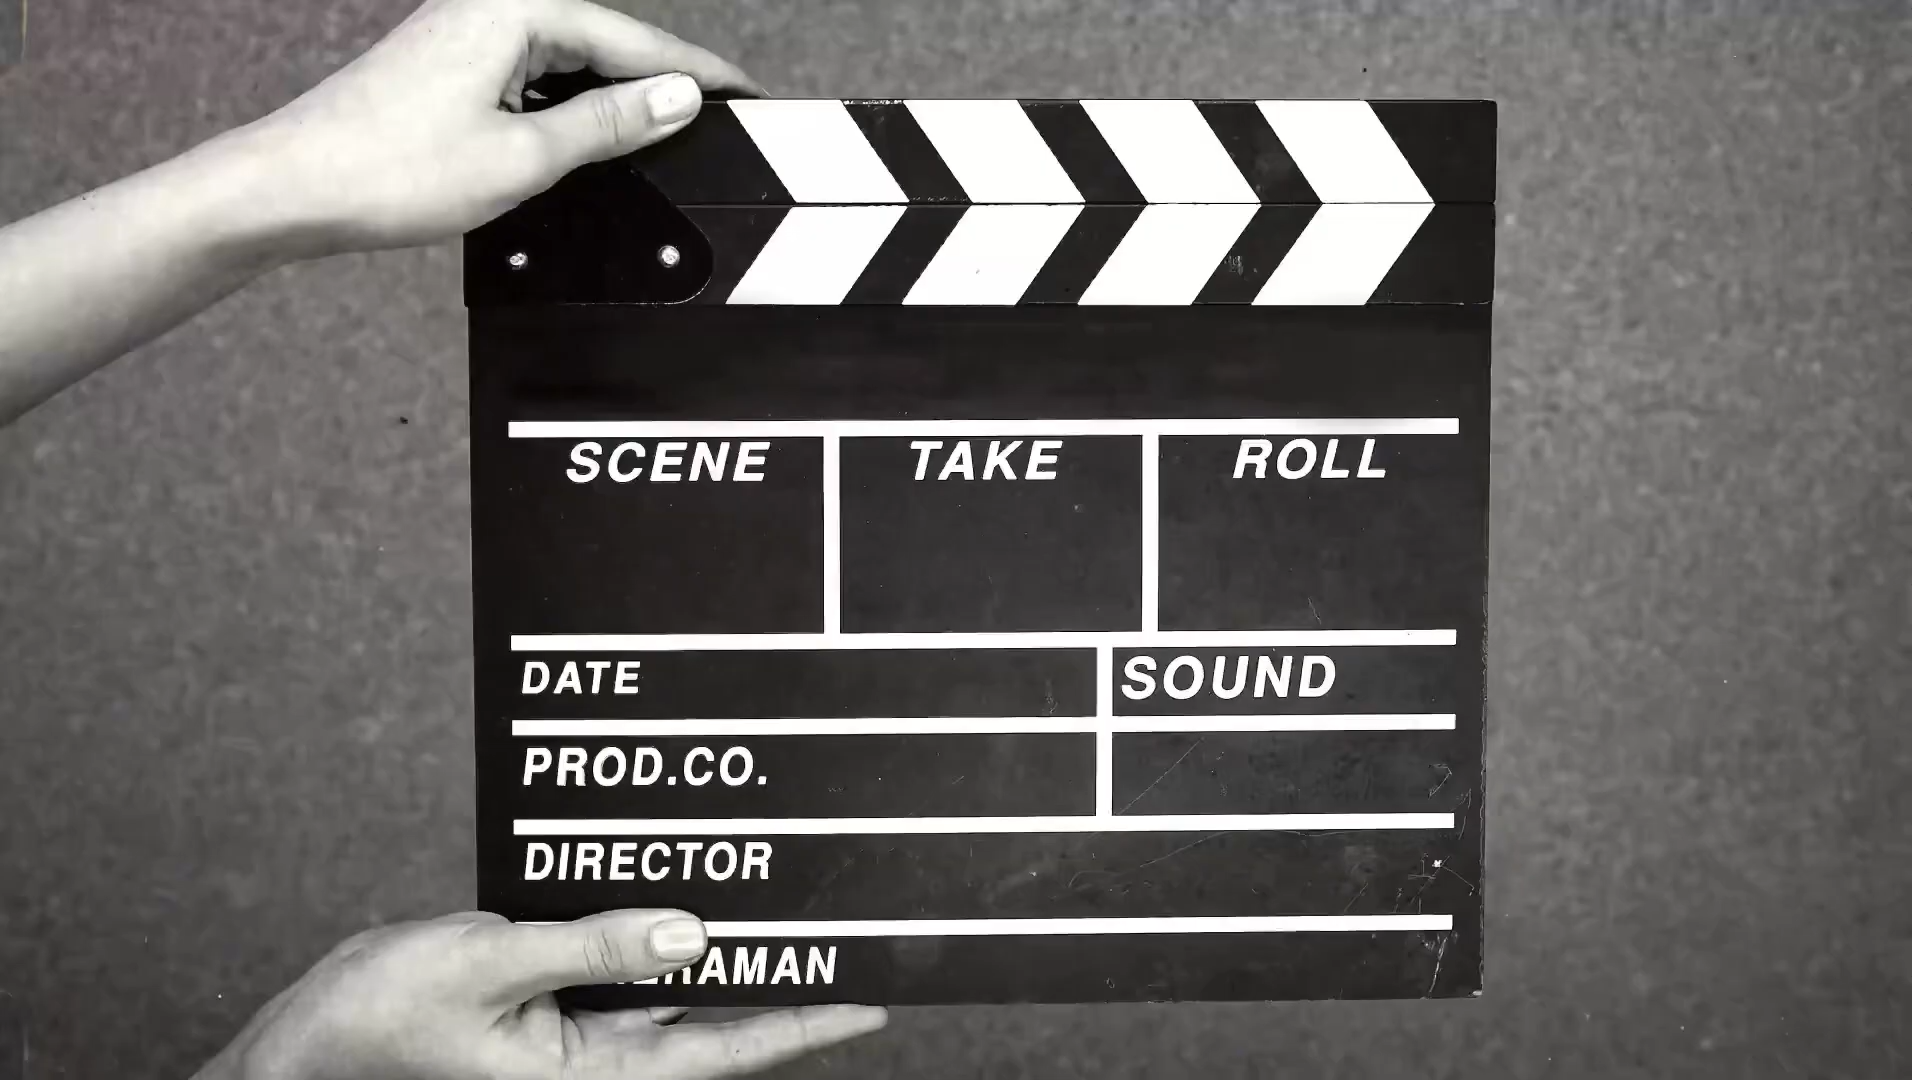 SCENE TAKE ROLL
DATE SOUND
PROD.CO.
DIRECTOR
ERAMAN